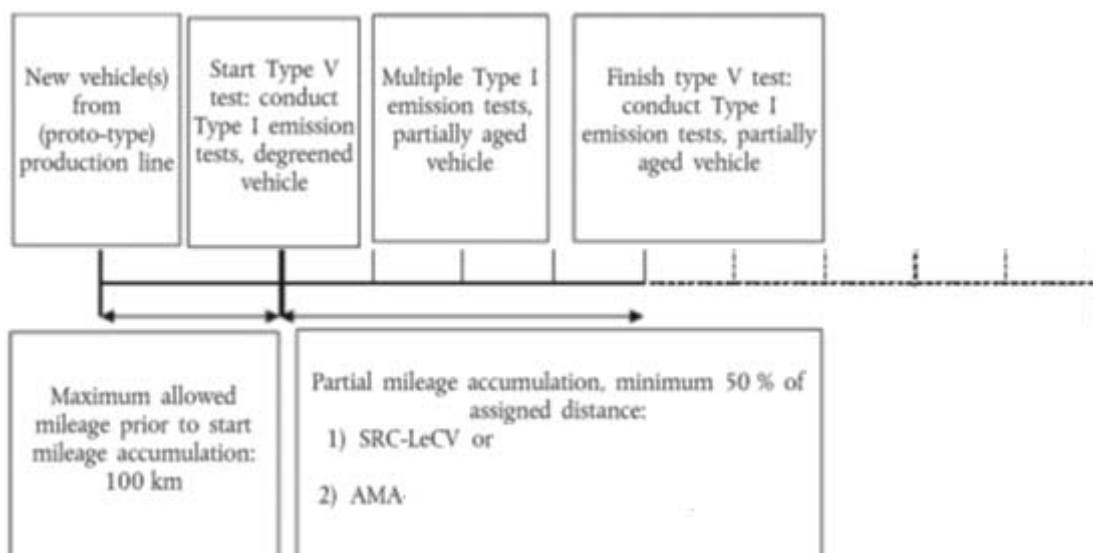 New vehicle(s)
from
(proto-type)
production line
Start Type V
test: conduct
Type I emission
tests, degreened
vehicle
Multiple Type I
emission tests,
partially aged
vehicle
Finish type V test:
conduct Type I
emission tests, partially
aged vehicle
Maximum allowed
mileage prior to start
mileage accumulation:
100 km
Partial mileage accumulation, minimum 50 % of
assigned distance:
1) SRC-LeCV or
2) AMA